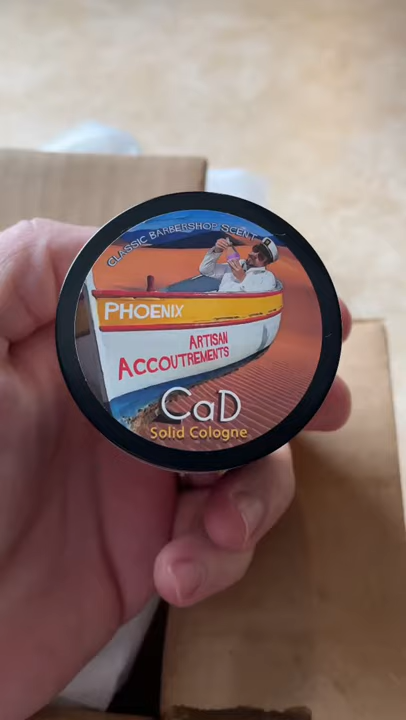 CLASSIC BARBERSHOP SCENT
PHOENIX
ARTISAN
ACCOUTREMENTS
CaD
Solid Cologne